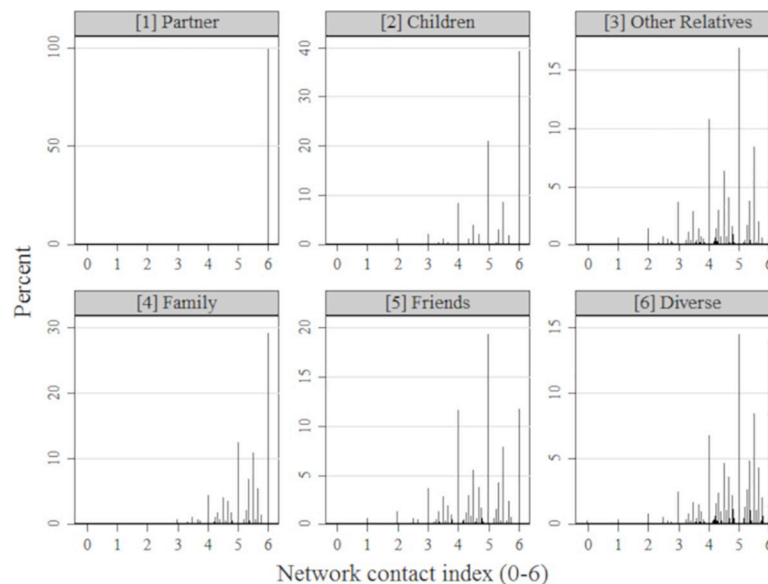 [1] Partner [2] Children [3] Other Relatives
100 40 15
30
50 20 10
10 5
0 0 0
0 1 2 3 4 5 6 0 1 2 3 4 5 6 0 1 2 3 4 5 6
Percent
[4] Family [5] Friends [6] Diverse
30 20 15
20 15 10
10 10 5
5
0 0 0
0 1 2 3 4 5 6 0 1 2 3 4 5 6 0 1 2 3 4 5 6
Network contact index (0-6)